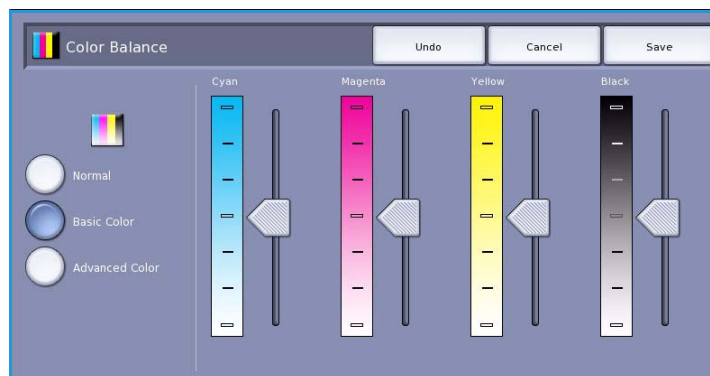 Color Balance
Undo
Cancel
Save
Cyan
Magenta
Yellow
Black
Normal
Basic Color
Advanced Color